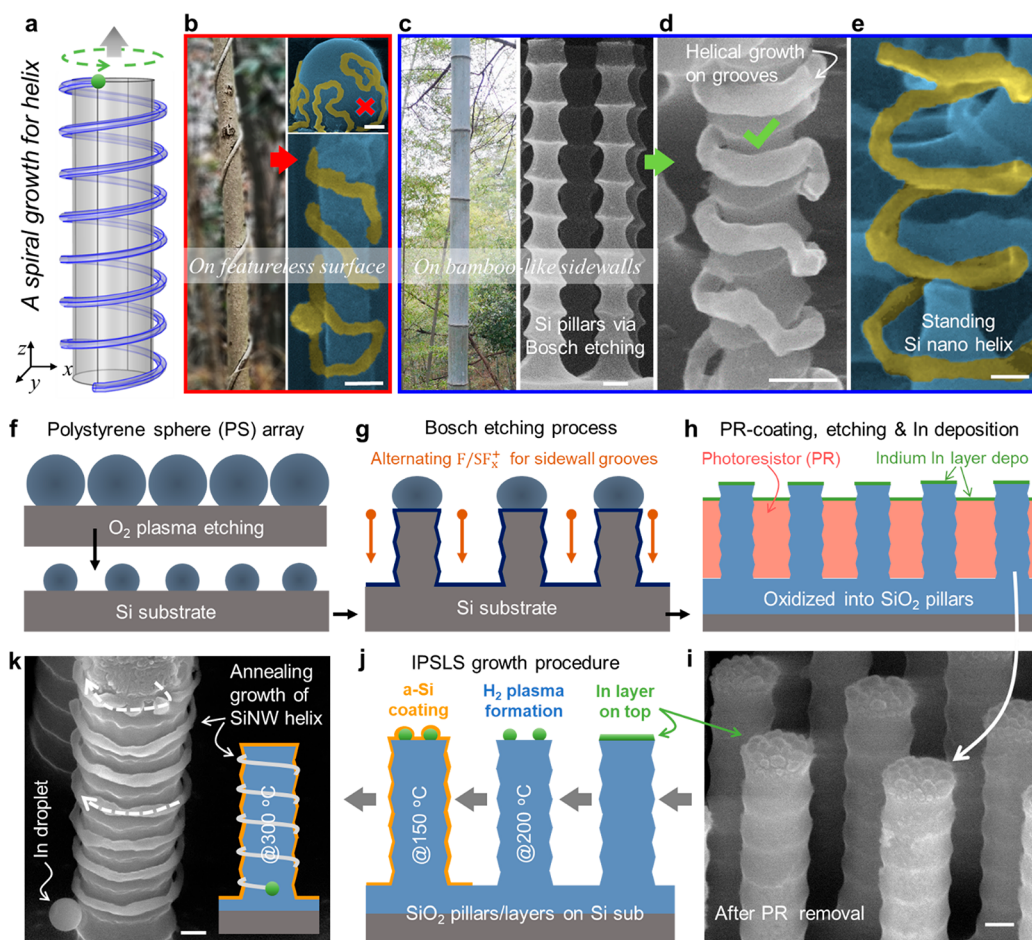 a
A spiral growth for helix
z
x
y
b
On featureless surface
c
On bamboo-like sidewalls
Si pillars via
Bosch etching
d
Helical growth
on grooves
e
Standing
Si nano helix
f
Polystyrene sphere (PS) array
O₂ plasma etching
Si substrate
g
Bosch etching process
Alternating F/SFₓ⁺ for sidewall grooves
Si substrate
h
PR-coating, etching & In deposition
Photoresistor (PR)
Indium In layer depo
Oxidized into SiO₂ pillars
k
Annealing
growth of
SiNW helix
In droplet
@300 ºC
j
IPSLS growth procedure
a-Si
coating
H₂ plasma
formation
In layer
on top
@150 ºC
@200 ºC
SiO₂ pillars/layers on Si sub
i
After PR removal